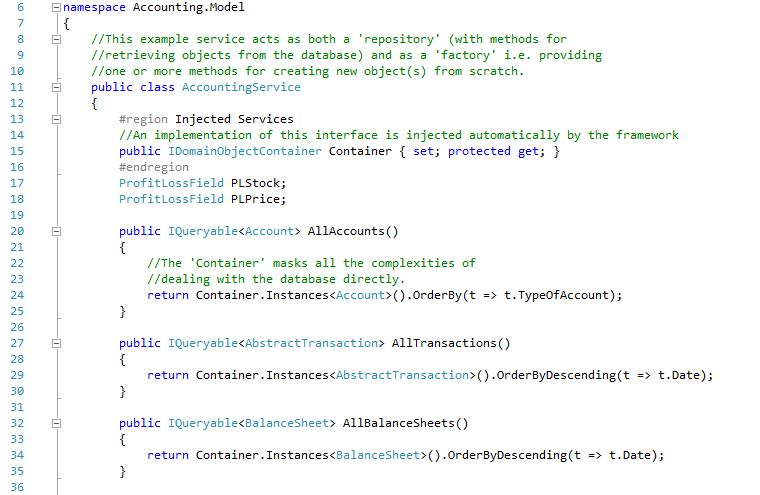 6 namespace Accounting.Model
7 {
8 //This example service acts as both a 'repository' (with methods for
9 //retrieving objects from the database) and as a 'factory' i.e. providing
10 //one or more methods for creating new object(s) from scratch.
11 public class AccountingService
12 {
13 #region Injected Services
14 //An implementation of this interface is injected automatically by the framework
15 public IDomainObjectContainer Container { set; protected get; }
16 #endregion
17 ProfitLossField PLStock;
18 ProfitLossField PLPrice;
19
20 public IQueryable<Account> AllAccounts()
21 {
22 //The 'Container' masks all the complexities of
23 //dealing with the database directly.
24 return Container.Instances<Account>().OrderBy(t => t.TypeOfAccount);
25 }
26
27 public IQueryable<AbstractTransaction> AllTransactions()
28 {
29 return Container.Instances<AbstractTransaction>().OrderByDescending(t => t.Date);
30 }
31
32 public IQueryable<BalanceSheet> AllBalanceSheets()
33 {
34 return Container.Instances<BalanceSheet>().OrderByDescending(t => t.Date);
35 }
36